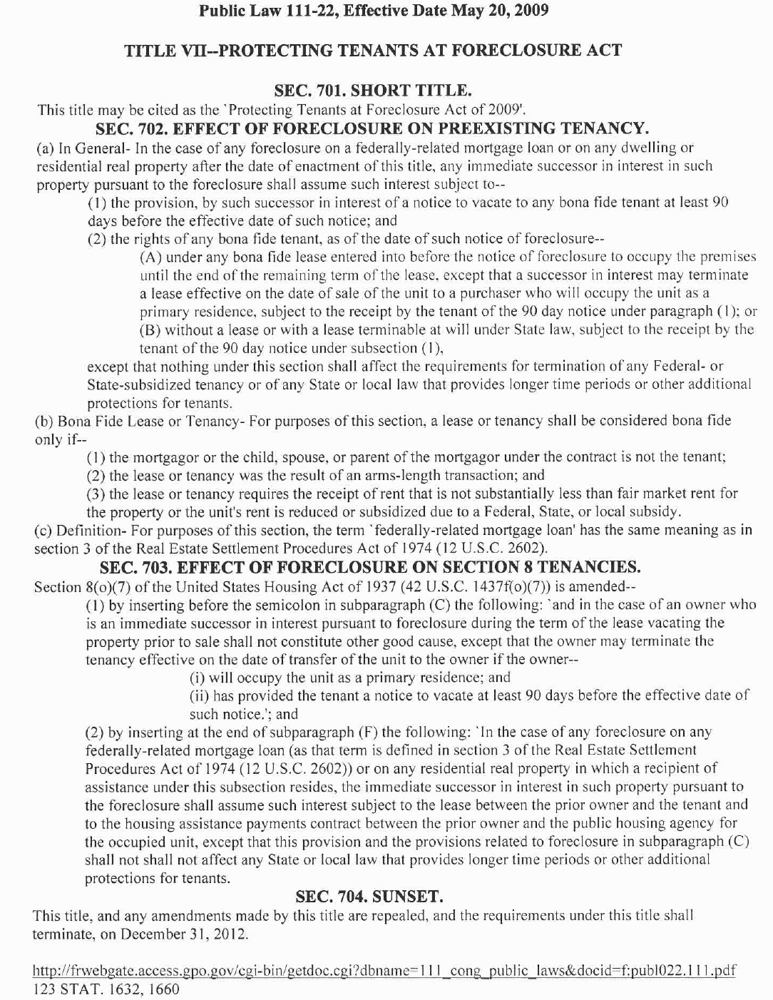 Public Law 111-22, Effective Date May 20, 2009
TITLE VII--PROTECTING TENANTS AT FORECLOSURE ACT
SEC. 701. SHORT TITLE.
This title may be cited as the `Protecting Tenants at Foreclosure Act of 2009'.
SEC. 702. EFFECT OF FORECLOSURE ON PREEXISTING TENANCY.
(a) In General- In the case of any foreclosure on a federally-related mortgage loan or on any dwelling or
residential real property after the date of enactment of this title, any immediate successor in interest in such
property pursuant to the foreclosure shall assume such interest subject to--
(1) the provision, by such successor in interest of a notice to vacate to any bona fide tenant at least 90
days before the effective date of such notice; and
(2) the rights of any bona fide tenant, as of the date of such notice of foreclosure--
(A) under any bona fide lease entered into before the notice of foreclosure to occupy the premises
until the end of the remaining term of the lease, except that a successor in interest may terminate
a lease effective on the date of sale of the unit to a purchaser who will occupy the unit as a
primary residence, subject to the receipt by the tenant of the 90 day notice under paragraph (1); or
(B) without a lease or with a lease terminable at will under State law, subject to the receipt by the
tenant of the 90 day notice under subsection (1),
except that nothing under this section shall affect the requirements for termination of any Federal- or
State-subsidized tenancy or of any State or local law that provides longer time periods or other additional
protections for tenants.
(b) Bona Fide Lease or Tenancy- For purposes of this section, a lease or tenancy shall be considered bona fide
only if--
(1) the mortgagor or the child, spouse, or parent of the mortgagor under the contract is not the tenant;
(2) the lease or tenancy was the result of an arms-length transaction; and
(3) the lease or tenancy requires the receipt of rent that is not substantially less than fair market rent for
the property or the unit's rent is reduced or subsidized due to a Federal, State, or local subsidy.
(c) Definition- For purposes of this section, the term `federally-related mortgage loan' has the same meaning as in
section 3 of the Real Estate Settlement Procedures Act of 1974 (12 U.S.C. 2602).
SEC. 703. EFFECT OF FORECLOSURE ON SECTION 8 TENANCIES.
Section 8(o)(7) of the United States Housing Act of 1937 (42 U.S.C. 1437f(o)(7)) is amended--
(1) by inserting before the semicolon in subparagraph (C) the following: `and in the case of an owner who
is an immediate successor in interest pursuant to foreclosure during the term of the lease vacating the
property prior to sale shall not constitute other good cause, except that the owner may terminate the
tenancy effective on the date of transfer of the unit to the owner if the owner--
(i) will occupy the unit as a primary residence; and
(ii) has provided the tenant a notice to vacate at least 90 days before the effective date of
such notice.'; and
(2) by inserting at the end of subparagraph (F) the following: `In the case of any foreclosure on any
federally-related mortgage loan (as that term is defined in section 3 of the Real Estate Settlement
Procedures Act of 1974 (12 U.S.C. 2602)) or on any residential real property in which a recipient of
assistance under this subsection resides, the immediate successor in interest in such property pursuant to
the foreclosure shall assume such interest subject to the lease between the prior owner and the tenant and
to the housing assistance payments contract between the prior owner and the public housing agency for
the occupied unit, except that this provision and the provisions related to foreclosure in subparagraph (C)
shall not shall not affect any State or local law that provides longer time periods or other additional
protections for tenants.
SEC. 704. SUNSET.
This title, and any amendments made by this title are repealed, and the requirements under this title shall
terminate, on December 31, 2012.
http://frwebgate.access.gpo.gov/cgi-bin/getdoc.cgi?dbname=111_cong_public_laws&docid=f:publ022.111.pdf
123 STAT. 1632, 1660